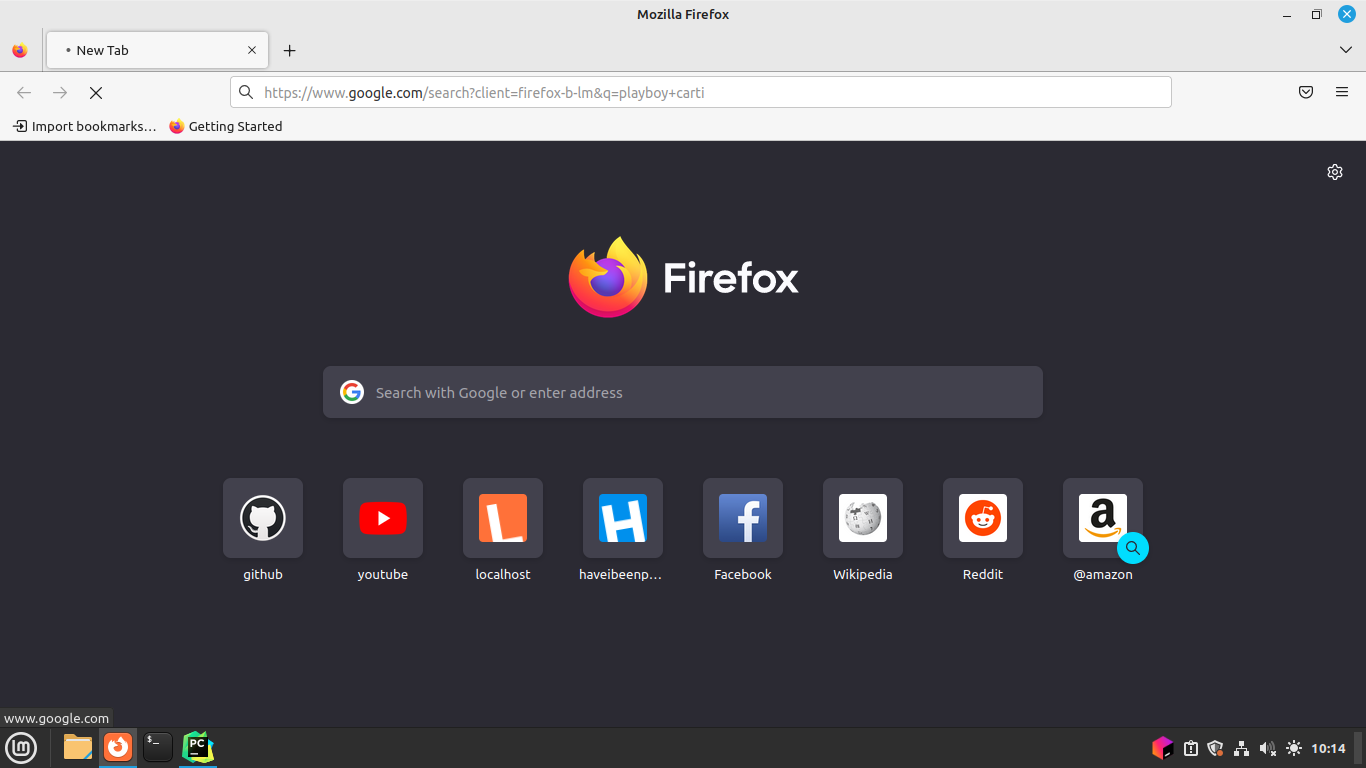 Mozilla Firefox
New Tab
https://www.google.com/search?client=firefox-b-lm&q=playboy+carti
Import bookmarks…
Getting Started
Firefox
Search with Google or enter address
github
youtube
localhost
haveibeenp…
Facebook
Wikipedia
Reddit
@amazon
www.google.com
10:14